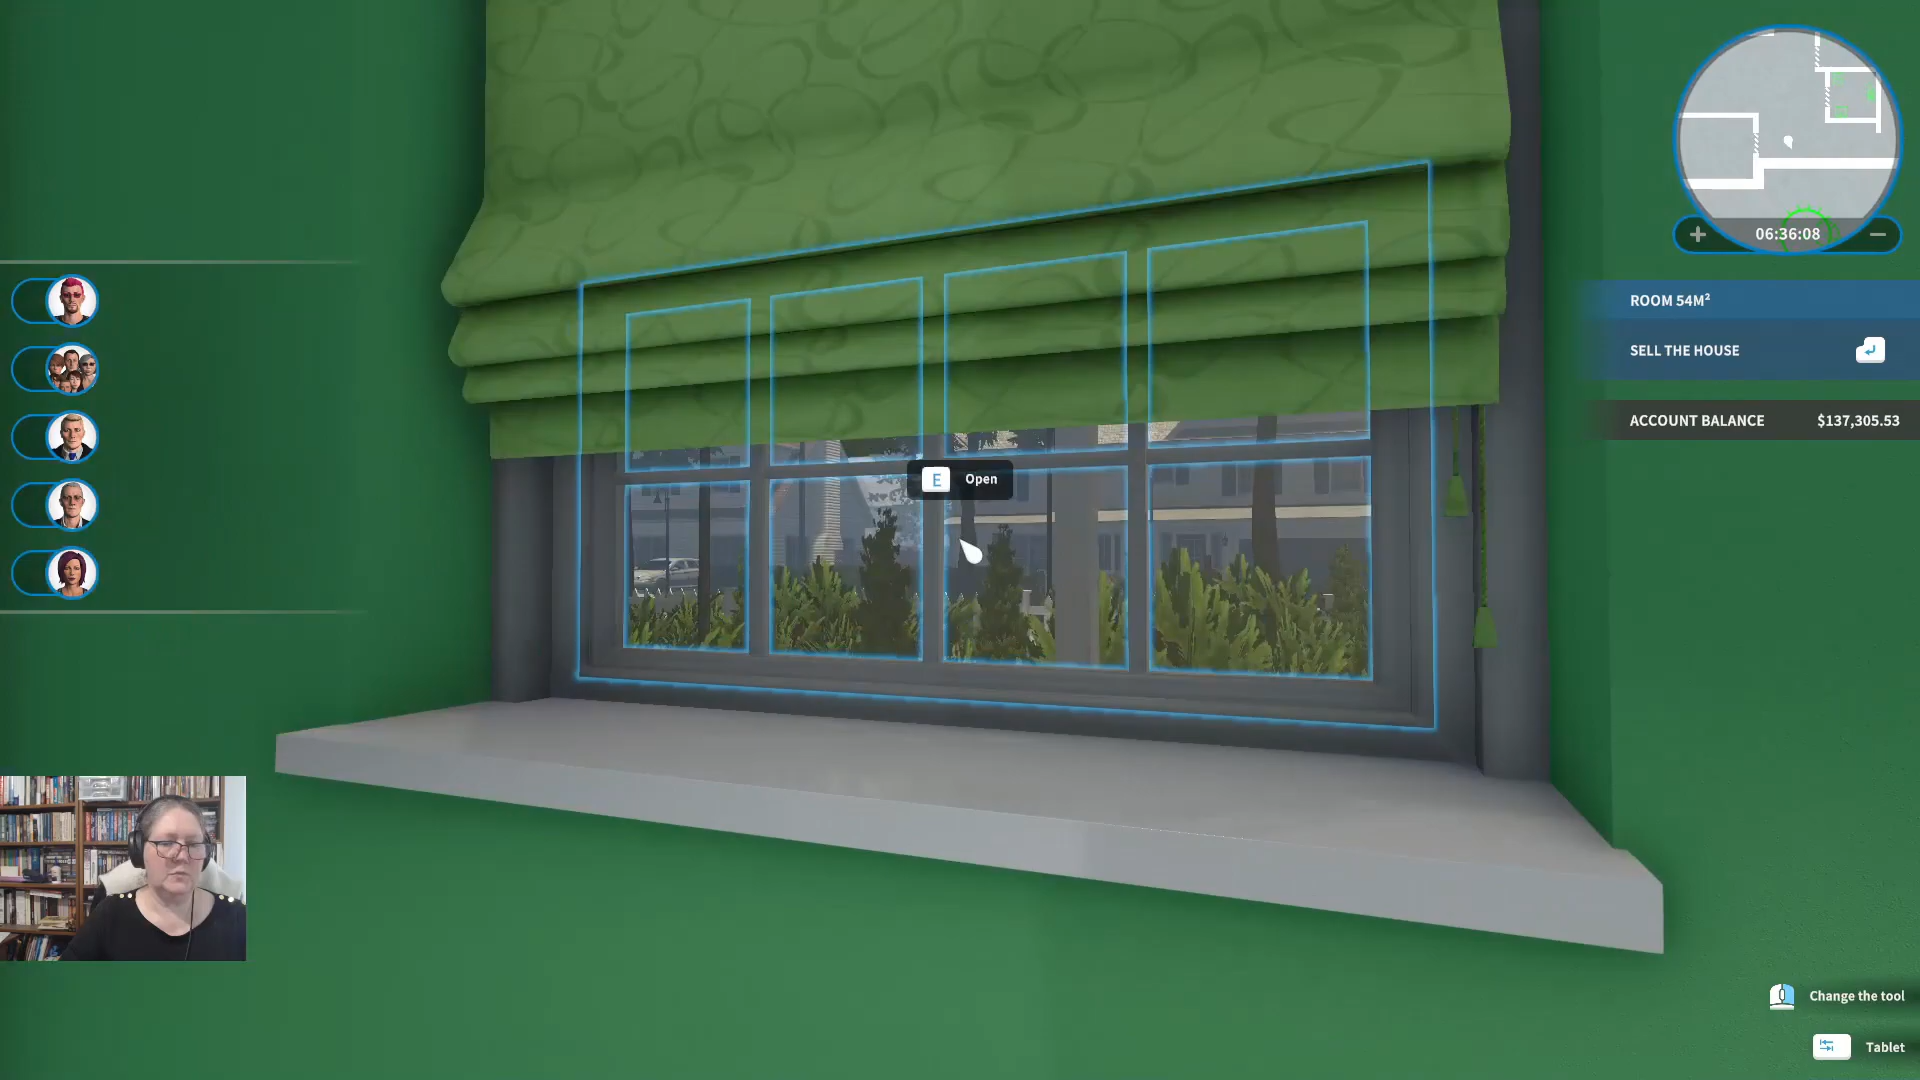 06:36:08
ROOM 54M²
SELL THE HOUSE
ACCOUNT BALANCE $137,305.53
E Open
Change the tool
Tablet